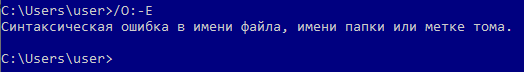 C:\Users\user>/O:-E
Синтаксическая ошибка в имени файла, имени папки или метке тома.
C:\Users\user>